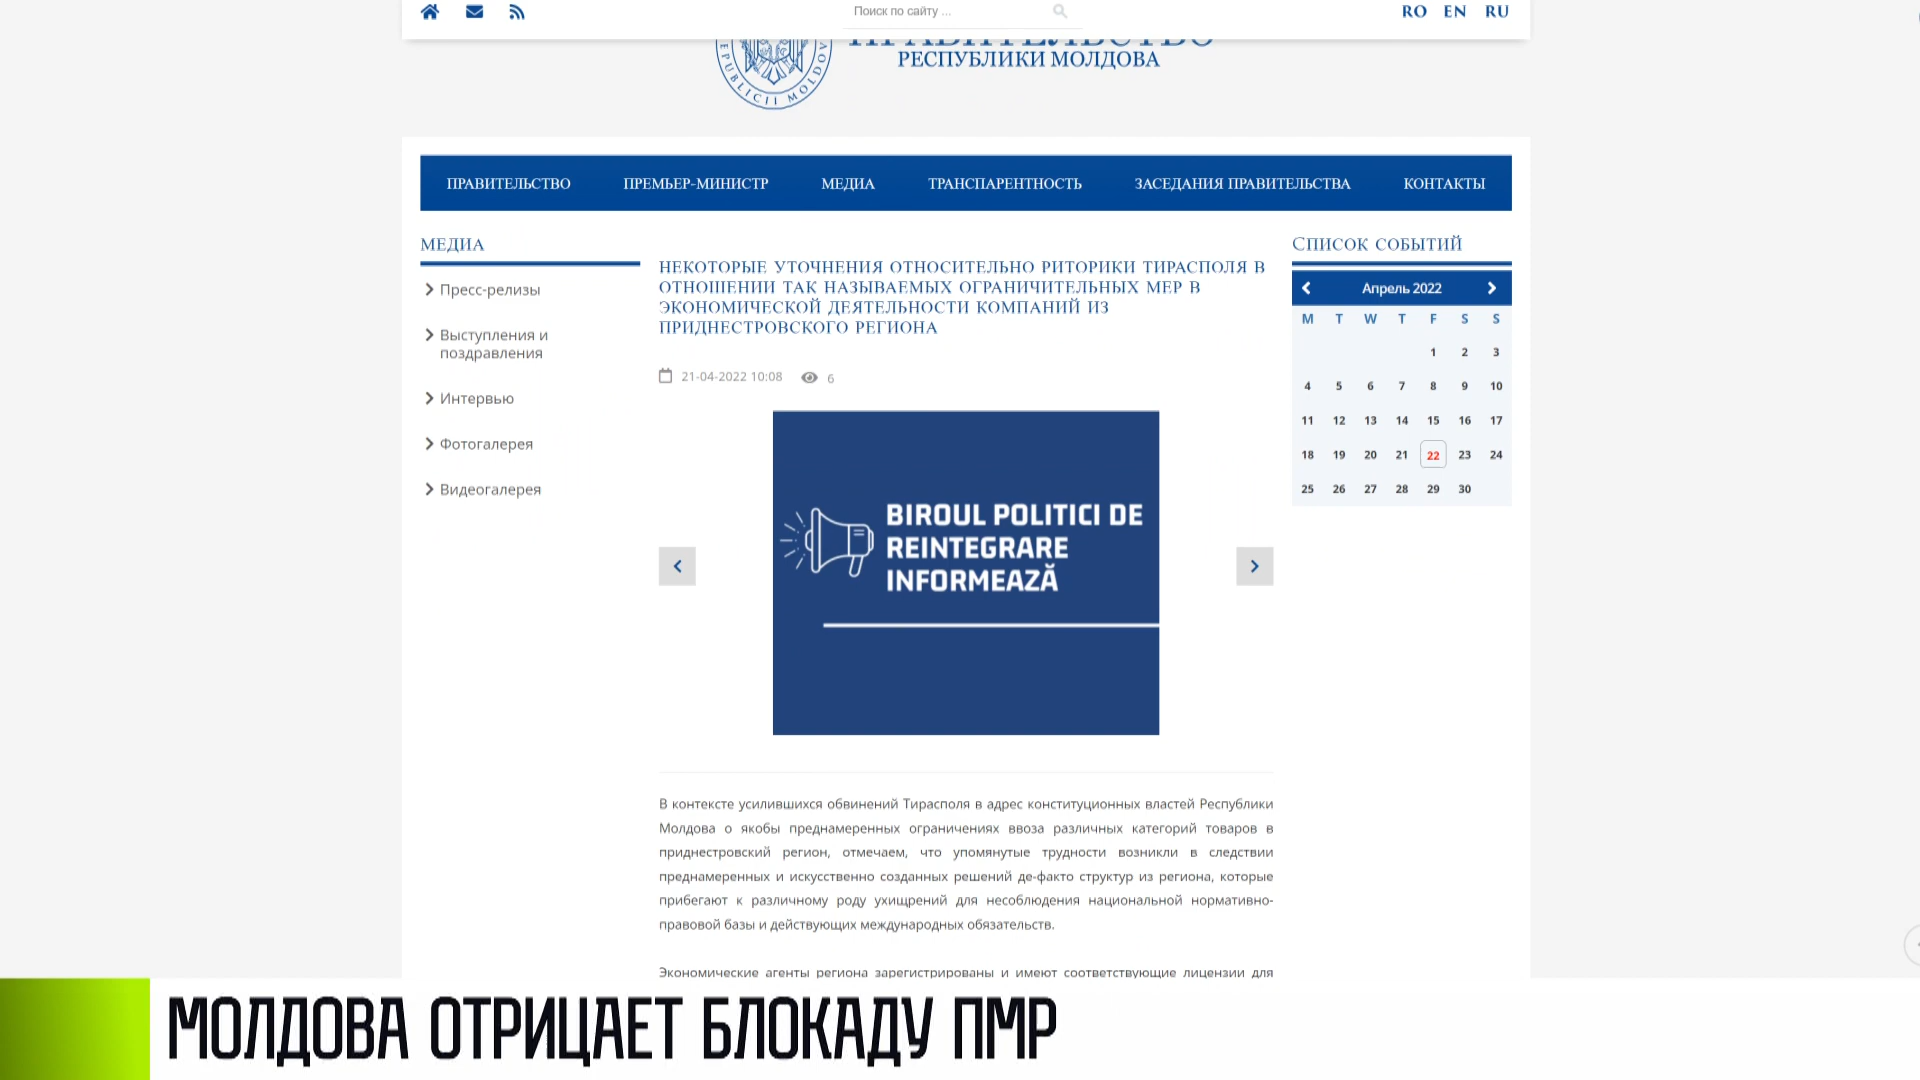 Поиск по сайту ...
RO EN RU
ПРАВИТЕЛЬСТВО
РЕСПУБЛИКИ МОЛДОВА
EPUBLICII MOLDOV
ПРАВИТЕЛЬСТВО ПРЕМЬЕР-МИНИСТР МЕДИА ТРАНСПАРЕНТНОСТЬ ЗАСЕДАНИЯ ПРАВИТЕЛЬСТВА КОНТАКТЫ
МЕДИА
Пресс-релизы
Выступления и
поздравления
Интервью
Фотогалерея
Видеогалерея
НЕКОТОРЫЕ УТОЧНЕНИЯ ОТНОСИТЕЛЬНО РИТОРИКИ ТИРАСПОЛЯ В
ОТНОШЕНИИ ТАК НАЗЫВАЕМЫХ ОГРАНИЧИТЕЛЬНЫХ МЕР В
ЭКОНОМИЧЕСКОЙ ДЕЯТЕЛЬНОСТИ КОМПАНИЙ ИЗ
ПРИДНЕСТРОВСКОГО РЕГИОНА
21-04-2022 10:08 6
BIROUL POLITICI DE
REINTEGRARE
INFORMEAZĂ
В контексте усилившихся обвинений Тирасполя в адрес конституционных властей Республики
Молдова о якобы преднамеренных ограничениях ввоза различных категорий товаров в
приднестровский регион, отмечаем, что упомянутые трудности возникли в следствии
преднамеренных и искусственно созданных решений де-факто структур из региона, которые
прибегают к различному роду ухищрений для несоблюдения национальной нормативно-
правовой базы и действующих международных обязательств.
Экономические агенты региона зарегистрированы и имеют соответствующие лицензии для
Список событий
Апрель 2022
M T W T F S S
1 2 3
4 5 6 7 8 9 10
11 12 13 14 15 16 17
18 19 20 21 22 23 24
25 26 27 28 29 30
МОЛДОВА ОТРИЦАЕТ БЛОКАДУ ПМР